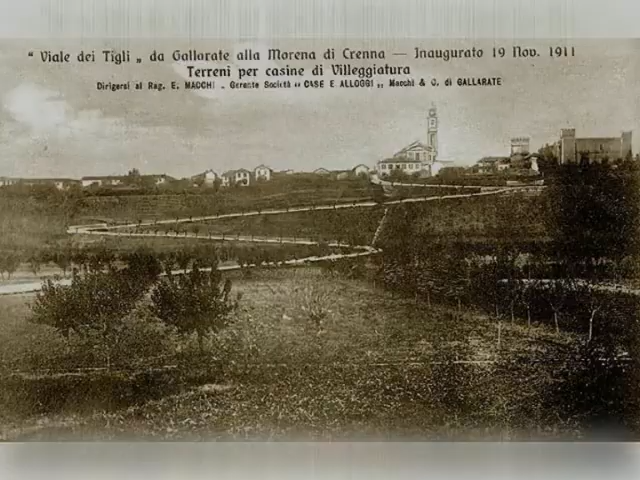 “ Viale dei Tigli „ da Gallarate alla Morena di Crenna — Inaugurato 19 Nov. 1911
Terreni per casine di Villeggiatura
Dirigersi al Rag. E. MACCHI - Gerente Società “ CASE E ALLOGGI „ Macchi & C. di GALLARATE